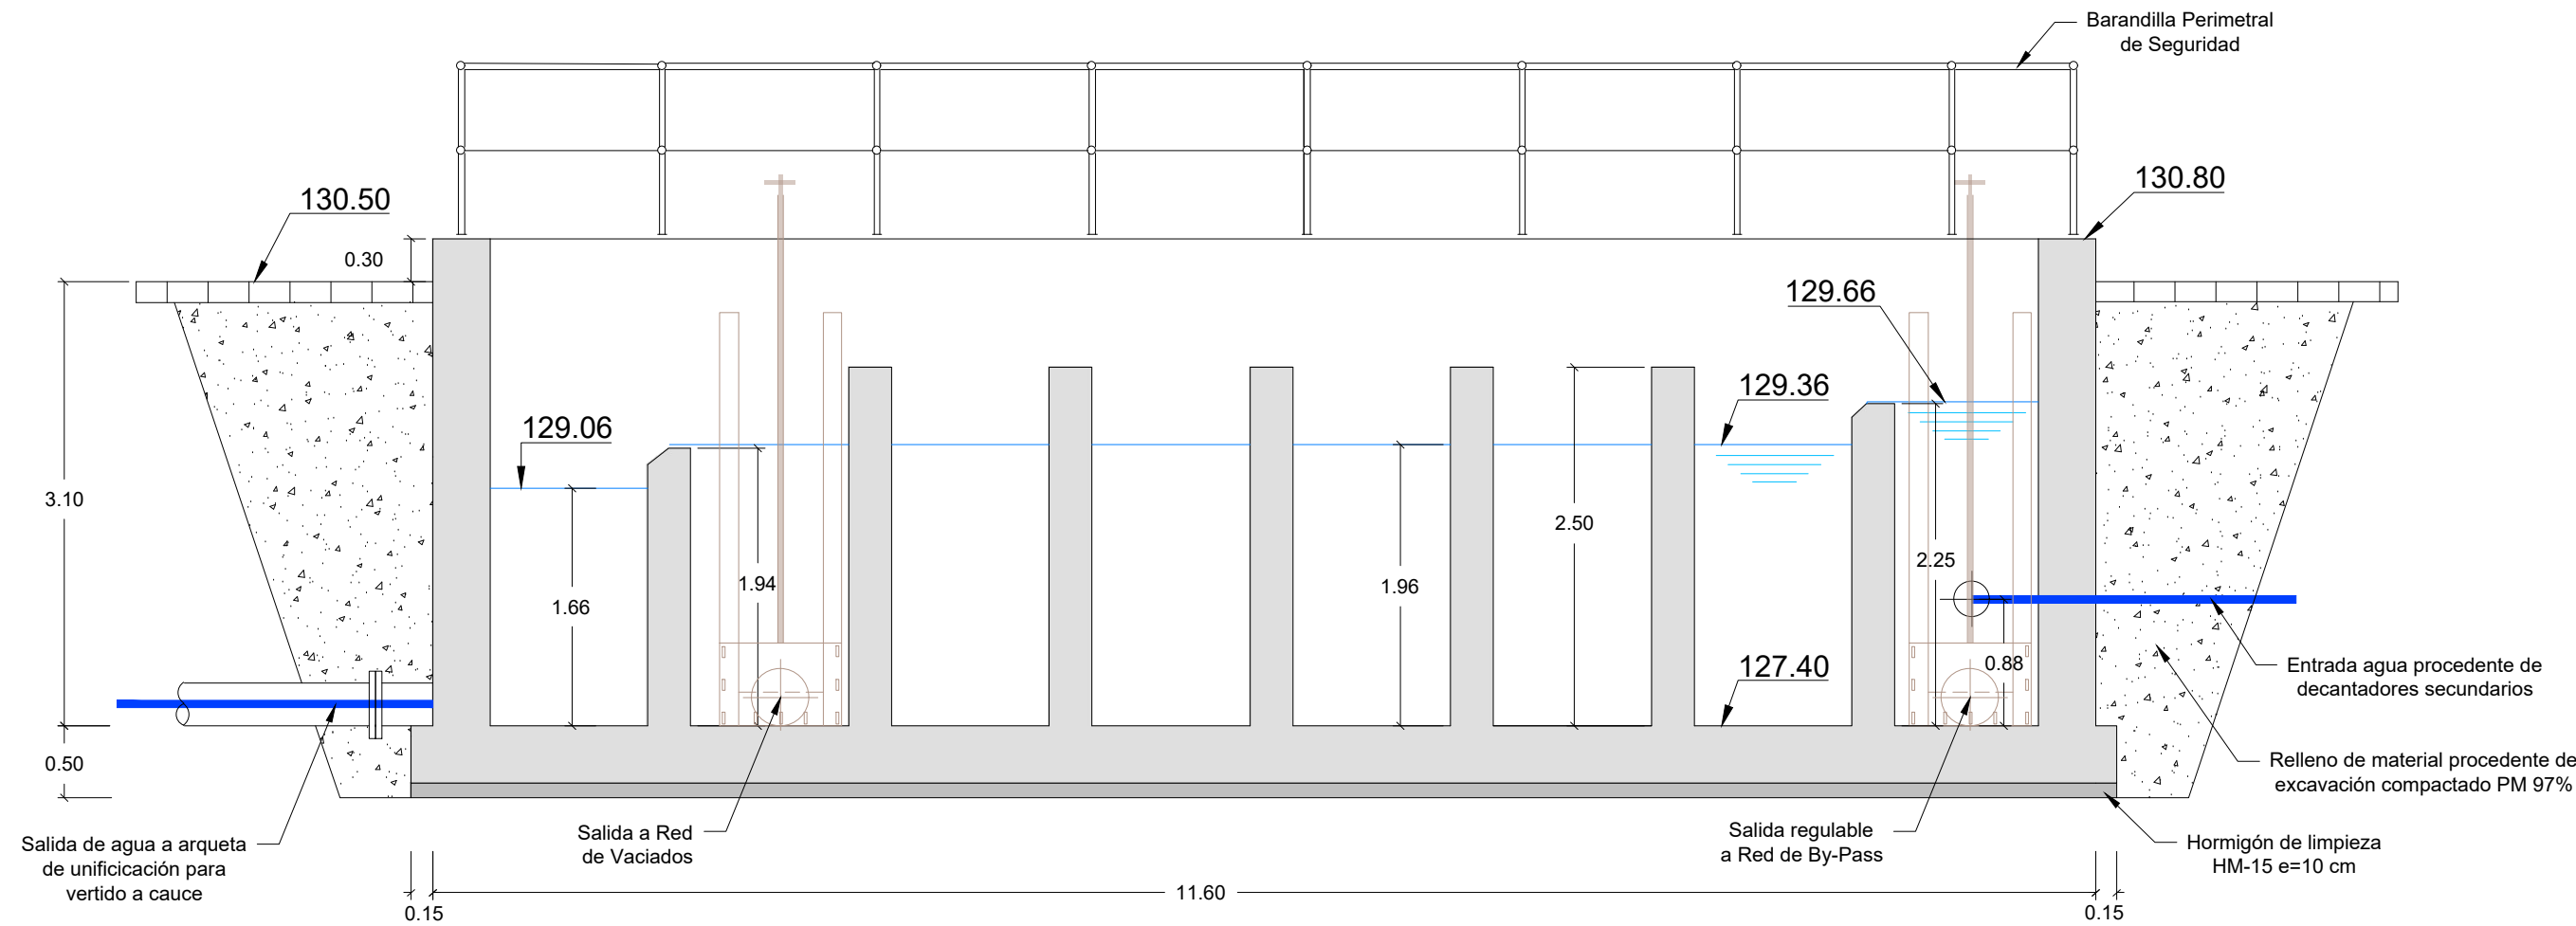 Barandilla Perimetral
de Seguridad
130.80
130.50
0.30
129.66
129.36
129.06
3.10
2.50
2.25
1.94
1.96
1.66
0.88
127.40
Entrada agua procedente de
decantadores secundarios
0.50
Relleno de material procedente de
excavación compactado PM 97%
Salida de agua a arqueta
de unificicación para
vertido a cauce
Salida a Red
de Vaciados
Salida regulable
a Red de By-Pass
Hormigón de limpieza
HM-15 e=10 cm
0.15
11.60
0.15